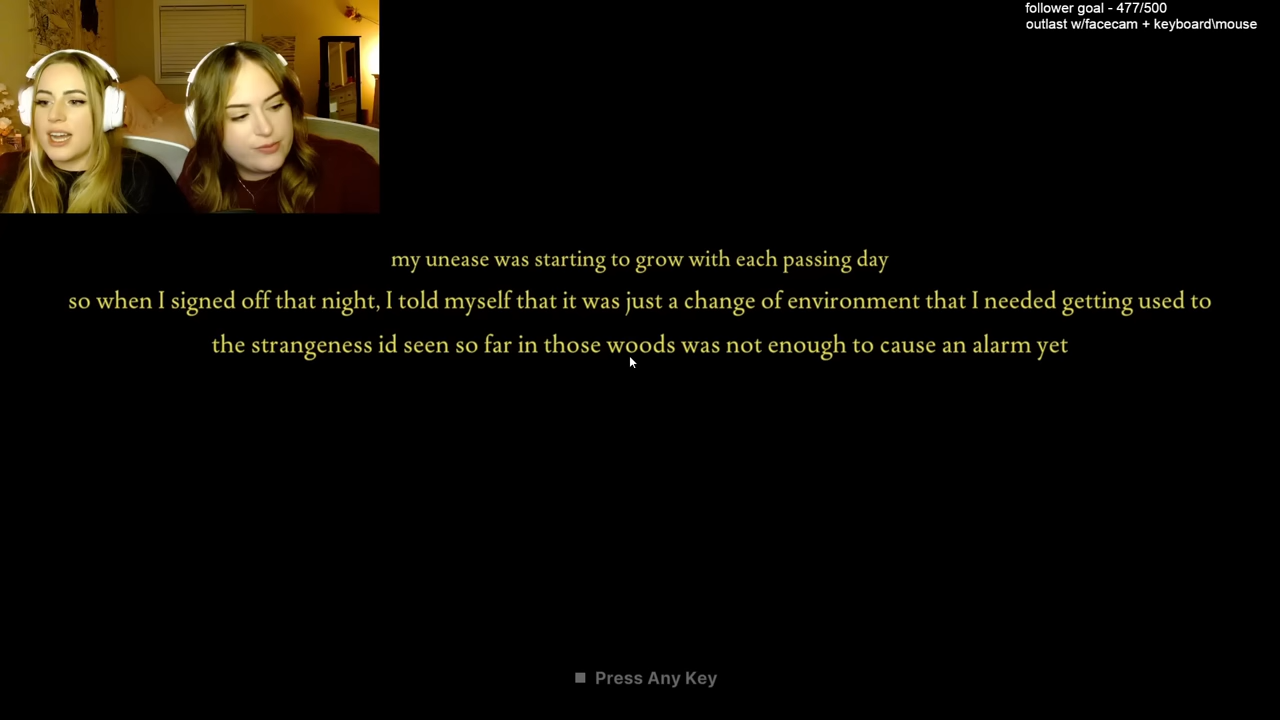 follower goal - 477/500
outlast w/facecam + keyboard\mouse
my unease was starting to grow with each passing day
so when I signed off that night, I told myself that it was just a change of environment that I needed getting used to
the strangeness id seen so far in those woods was not enough to cause an alarm yet
Press Any Key